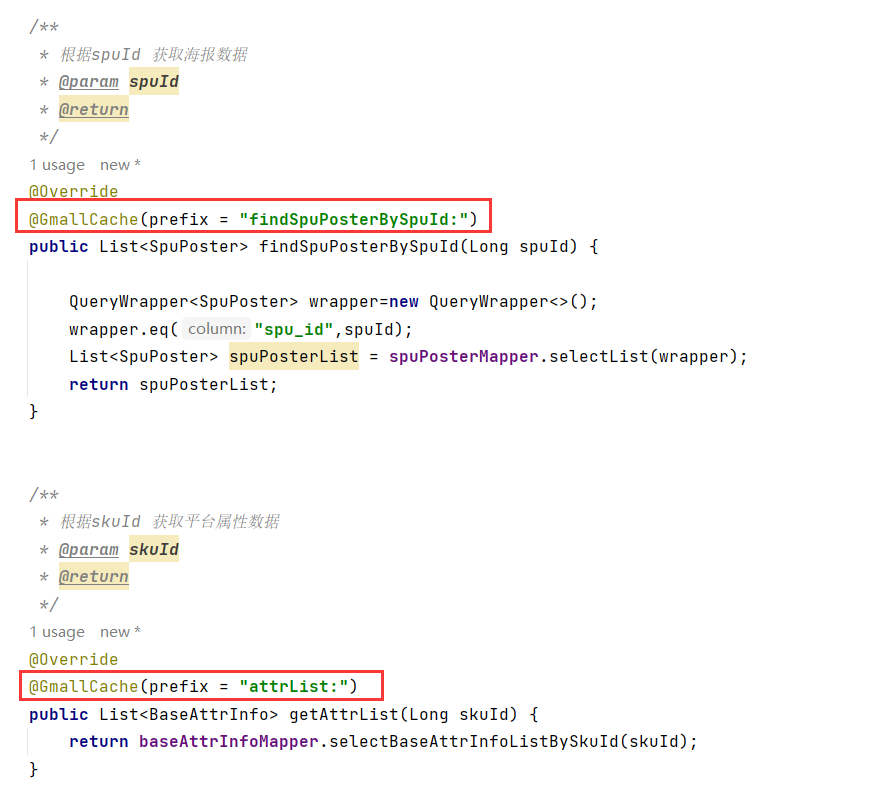 /**
 * 根据spuId 获取海报数据
 * @param spuId
 * @return
 */
1 usage new *
@Override
@GmallCache(prefix = "findSpuPosterBySpuId:")
public List<SpuPoster> findSpuPosterBySpuId(Long spuId) {
QueryWrapper<SpuPoster> wrapper=new QueryWrapper<>();
wrapper.eq( column: "spu_id",spuId);
List<SpuPoster> spuPosterList = spuPosterMapper.selectList(wrapper);
return spuPosterList;
}
/**
 * 根据skuId 获取平台属性数据
 * @param skuId
 * @return
 */
1 usage new *
@Override
@GmallCache(prefix = "attrList:")
public List<BaseAttrInfo> getAttrList(Long skuId) {
return baseAttrInfoMapper.selectBaseAttrInfoListBySkuId(skuId);
}